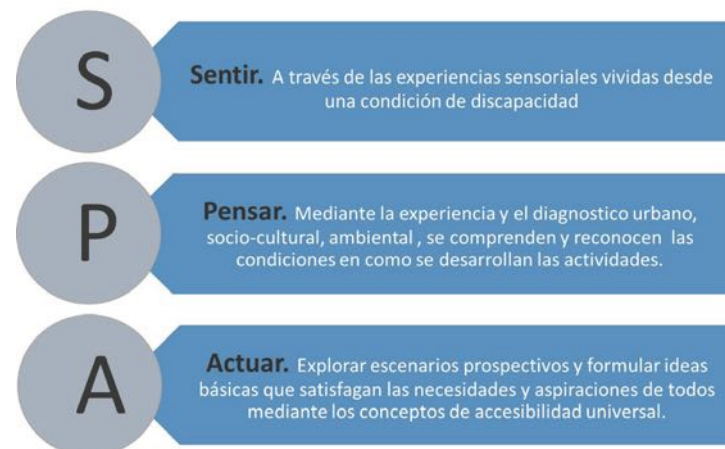 S
Sentir. A través de las experiencias sensoriales vividas desde
una condición de discapacidad
P
Pensar. Mediante la experiencia y el diagnostico urbano,
socio-cultural, ambiental , se comprenden y reconocen las
condiciones en como se desarrollan las actividades.
A
Actuar. Explorar escenarios prospectivos y formular ideas
básicas que satisfagan las necesidades y aspiraciones de todos
mediante los conceptos de accesibilidad universal.